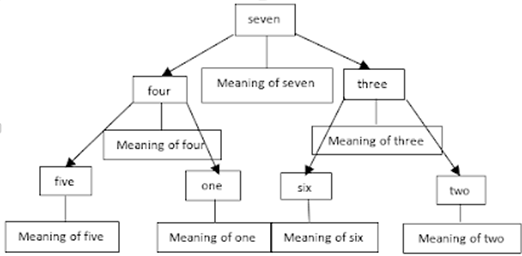 seven
Meaning of seven
four
three
Meaning of four
Meaning of three
five
one
six
two
Meaning of five
Meaning of one
Meaning of six
Meaning of two